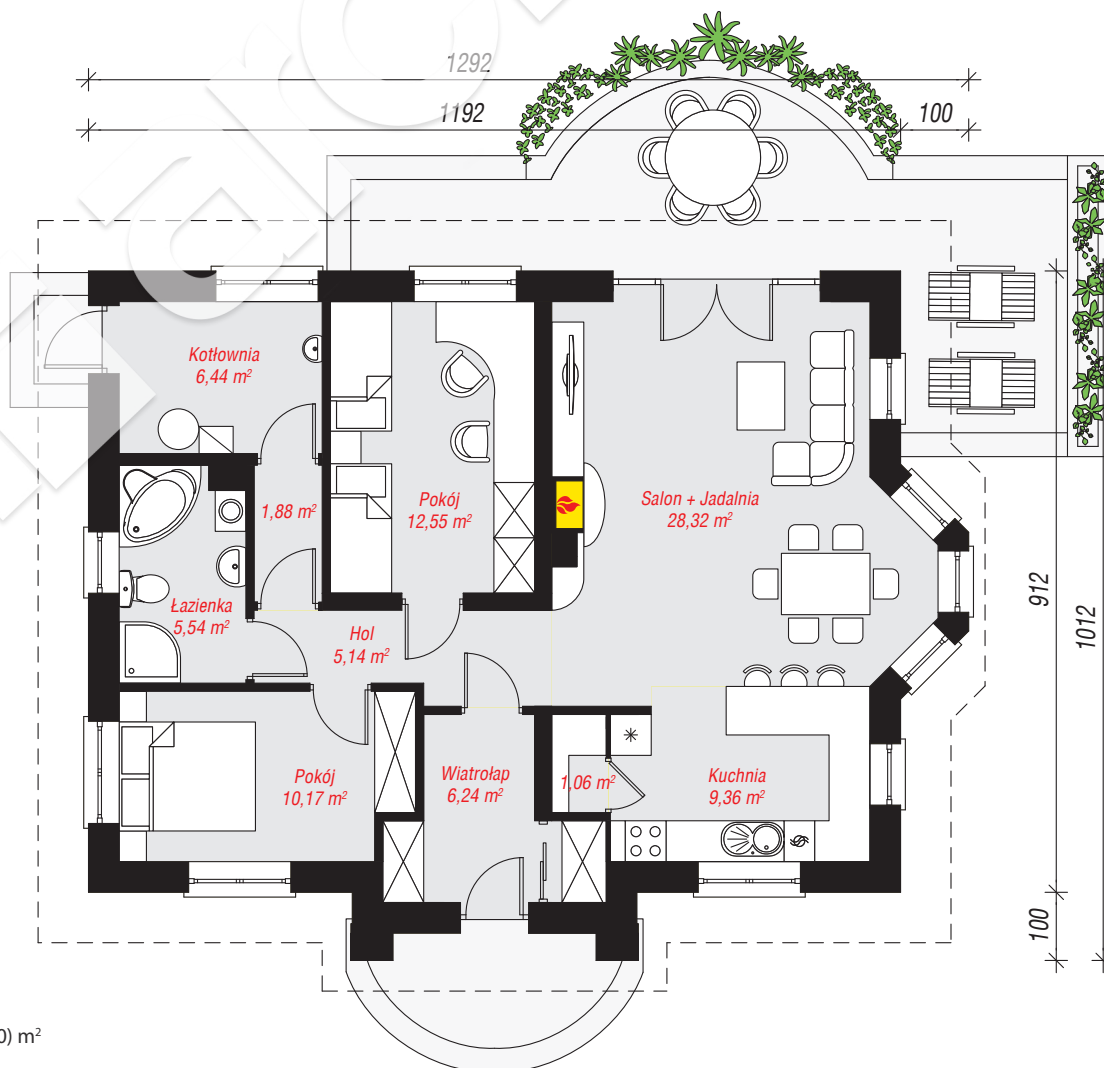 1292
1192
100
Kotłownia
6,44 m²
1,88 m²
Pokój
12,55 m²
Salon + Jadalnia
28,32 m²
Łazienka
5,54 m²
Hol
5,14 m²
912
1012
Pokój
10,17 m²
Wiatrołap
6,24 m²
1,06 m²
Kuchnia
9,36 m²
100
0) m²